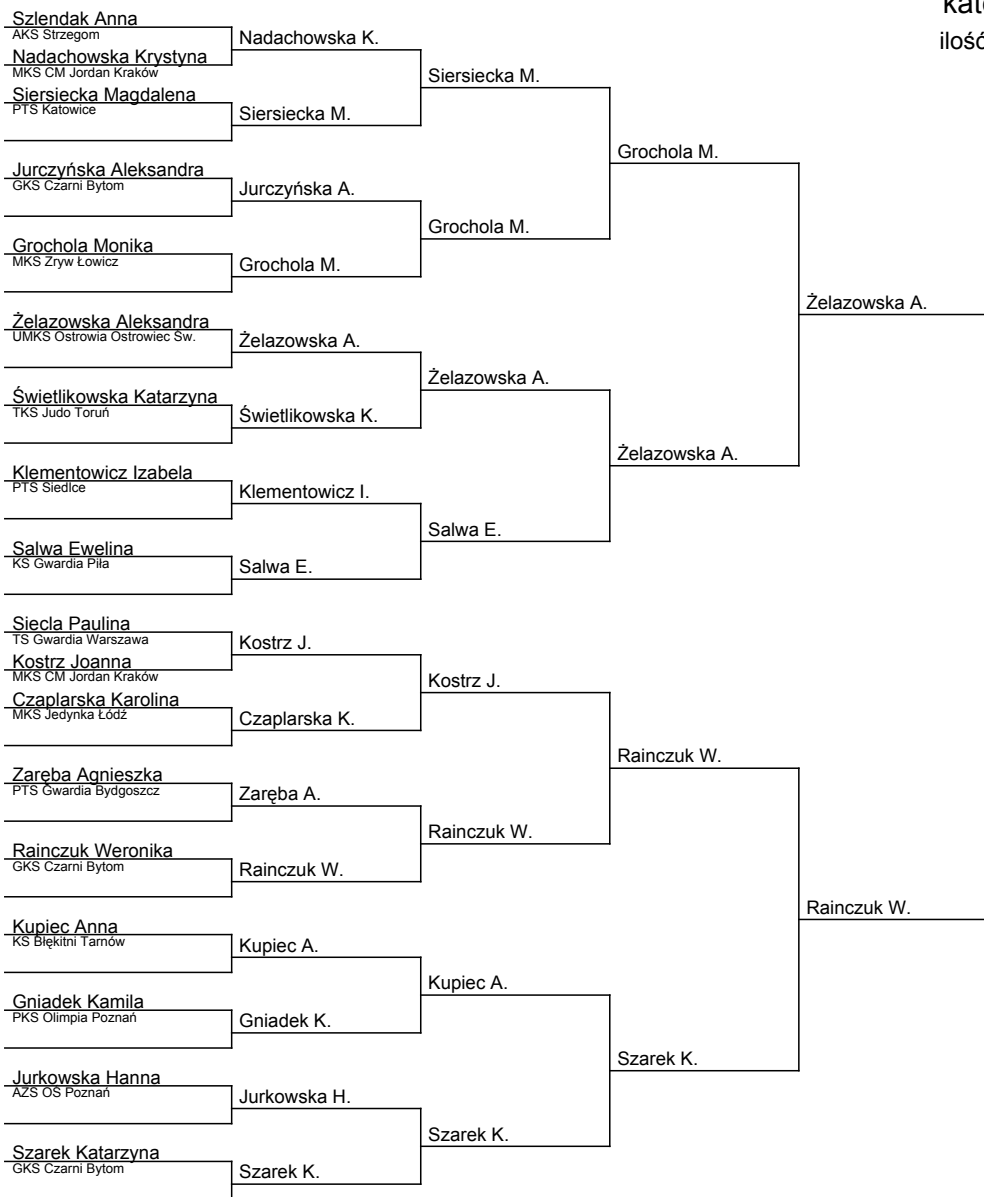 kate
ilość
Szlendak Anna
AKS Strzegom
Nadachowska Krystyna
MKS CM Jordan Kraków
Siersiecka Magdalena
PTS Katowice
Jurczyńska Aleksandra
GKS Czarni Bytom
Grochola Monika
MKS Zryw Łowicz
Żelazowska Aleksandra
UMKS Ostrovia Ostrowiec Św.
Świetlikowska Katarzyna
TKS Judo Toruń
Klementowicz Izabela
PTS Siedlce
Salwa Ewelina
KS Gwardia Piła
Siecla Paulina
TS Gwardia Warszawa
Kostrz Joanna
MKS CM Jordan Kraków
Czaplarska Karolina
MKS Jedynka Łódź
Zaręba Agnieszka
PTS Gwardia Bydgoszcz
Rainczuk Weronika
GKS Czarni Bytom
Kupiec Anna
KS Błękitni Tarnów
Gniadek Kamila
PKS Olimpia Poznań
Jurkowska Hanna
AZS OŚ Poznań
Szarek Katarzyna
GKS Czarni Bytom
Nadachowska K.
Siersiecka M.
Jurczyńska A.
Grochola M.
Żelazowska A.
Świetlikowska K.
Klementowicz I.
Salwa E.
Kostrz J.
Czaplarska K.
Zaręba A.
Rainczuk W.
Kupiec A.
Gniadek K.
Jurkowska H.
Szarek K.
Siersiecka M.
Grochola M.
Żelazowska A.
Salwa E.
Kostrz J.
Rainczuk W.
Kupiec A.
Szarek K.
Grochola M.
Żelazowska A.
Rainczuk W.
Szarek K.
Żelazowska A.
Rainczuk W.